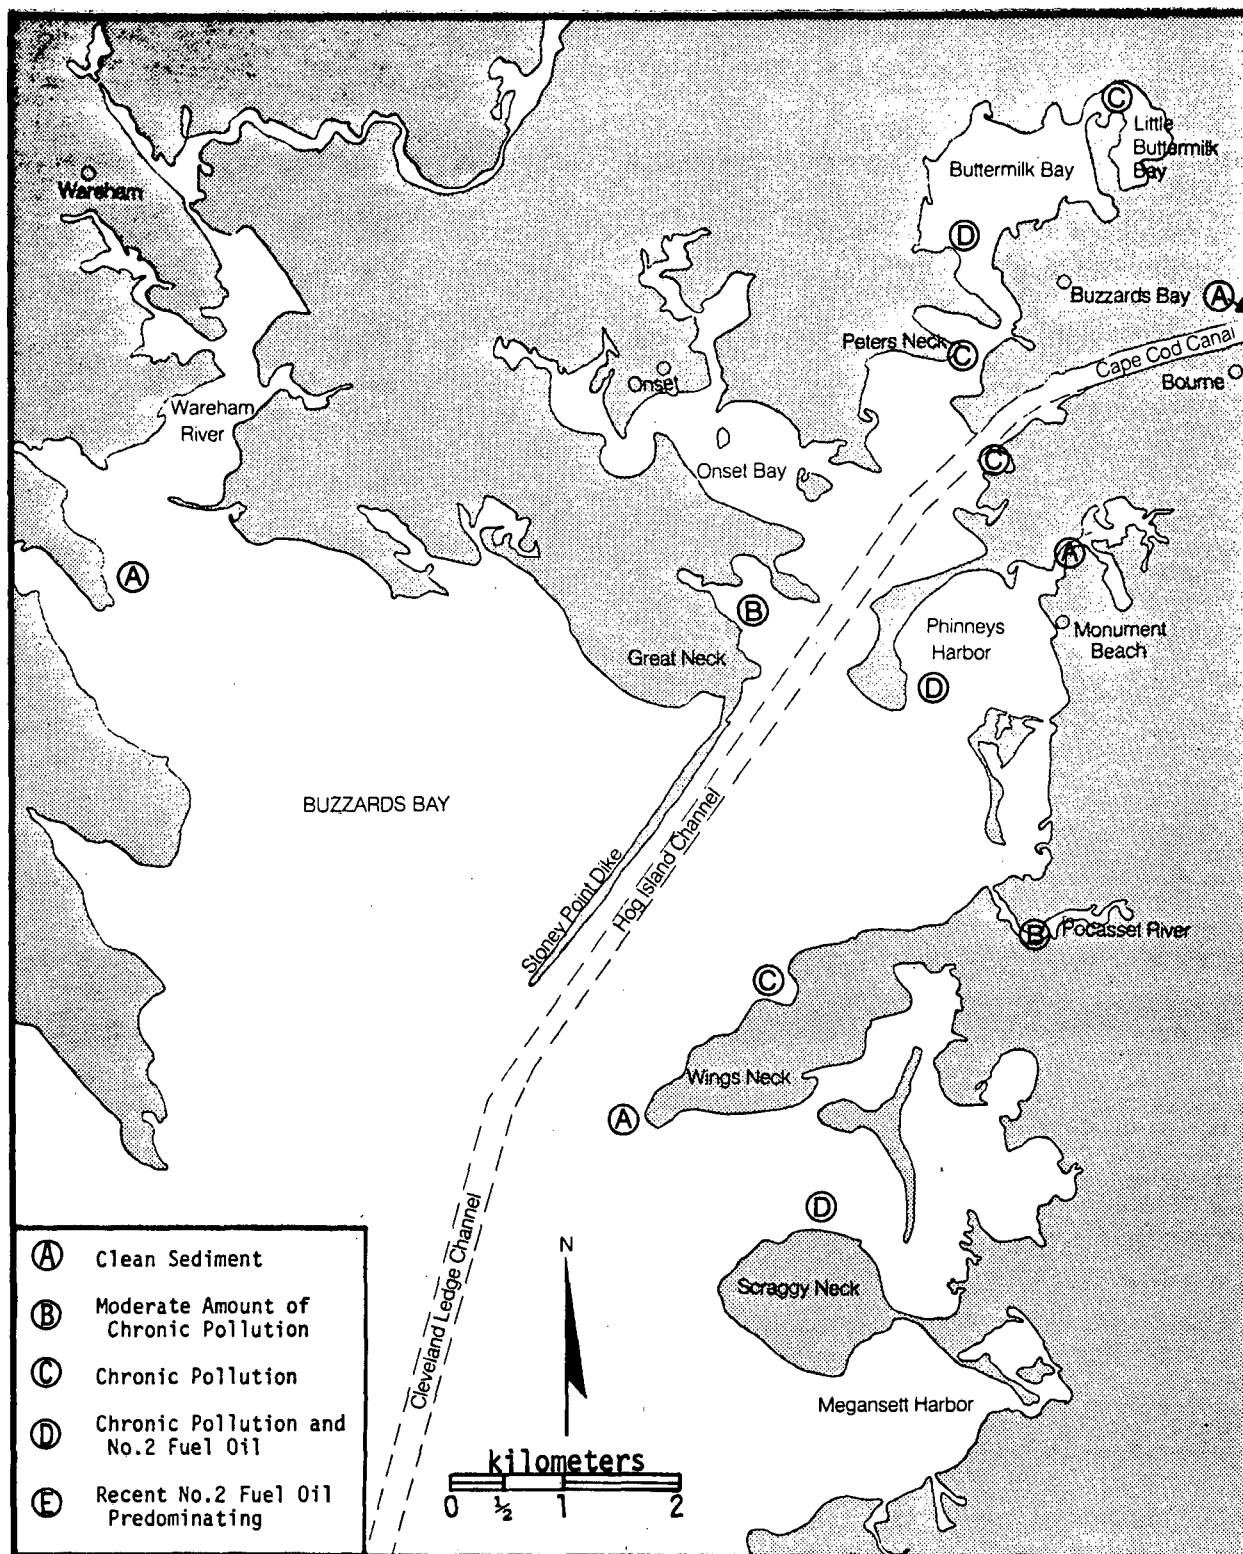 C
Little
Buttermilk
Bay
Buttermilk Bay
Wareham
D
Buzzards Bay
A
Peters Neck
C
Cape Cod Canal
Bourne
Onset
Wareham
River
Onset Bay
C
A
A
B
Phinneys
Harbor
Monument
Beach
Great Neck
D
BUZZARDS BAY
Stoney Point Dike
Hog Island Channel
B
Pocasset River
C
Wings Neck
A
D
Cleveland Ledge Channel
Scraggy Neck
Megansett Harbor
N
kilometers
0 ½ 1 2
A Clean Sediment
B Moderate Amount of
Chronic Pollution
C Chronic Pollution
D Chronic Pollution and
No.2 Fuel Oil
E Recent No.2 Fuel Oil
Predominating